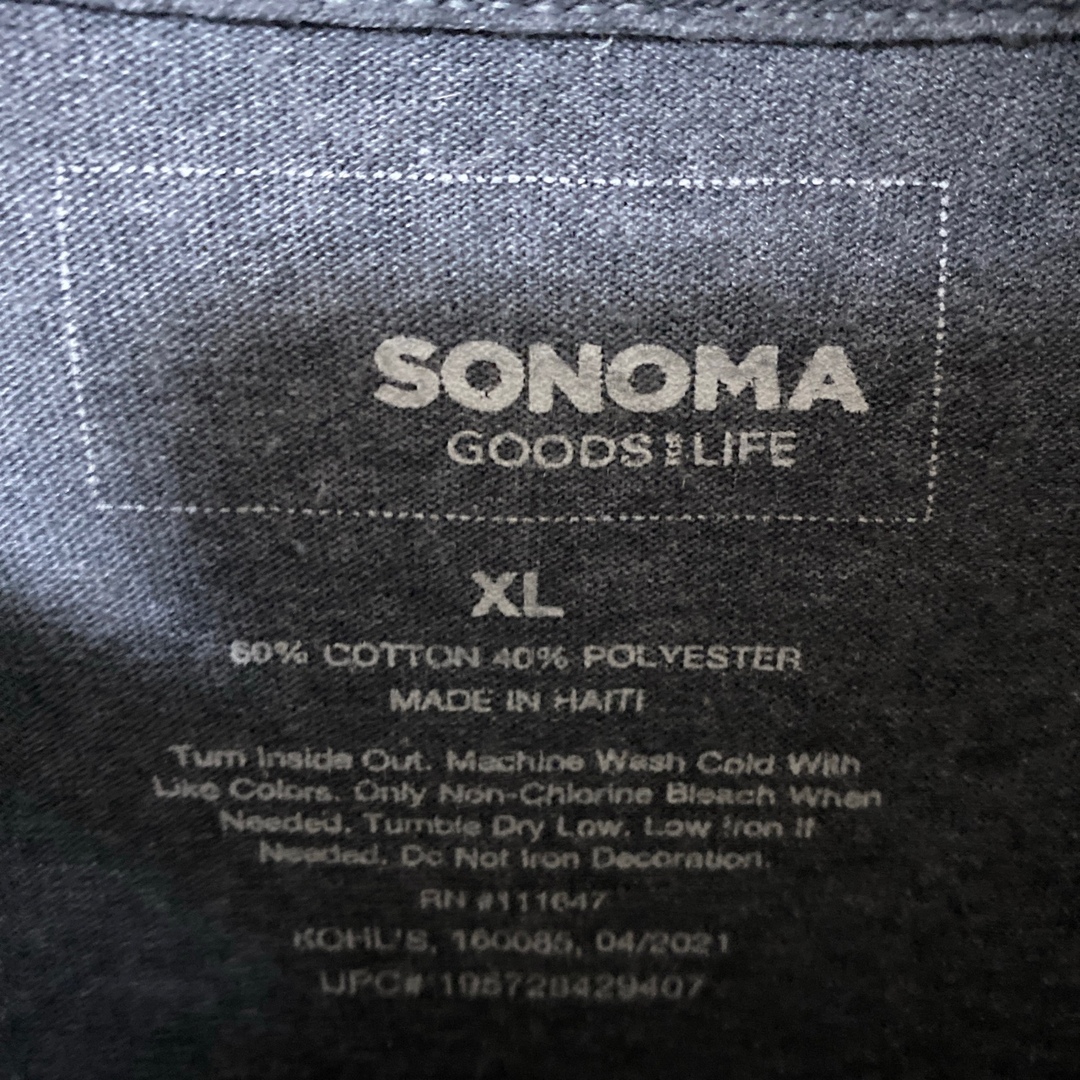 SONOMA
GOODS FOR LIFE
XL
60% COTTON 40% POLYESTER
MADE IN HAITI
Turn Inside Out. Machine Wash Cold With
Like Colors. Only Non-Chlorine Bleach When
Needed. Tumble Dry Low. Low Iron If
Needed. Do Not Iron Decoration.
RN #111647
KOHL'S, 160085, 04/2021
UPC# 195728429407